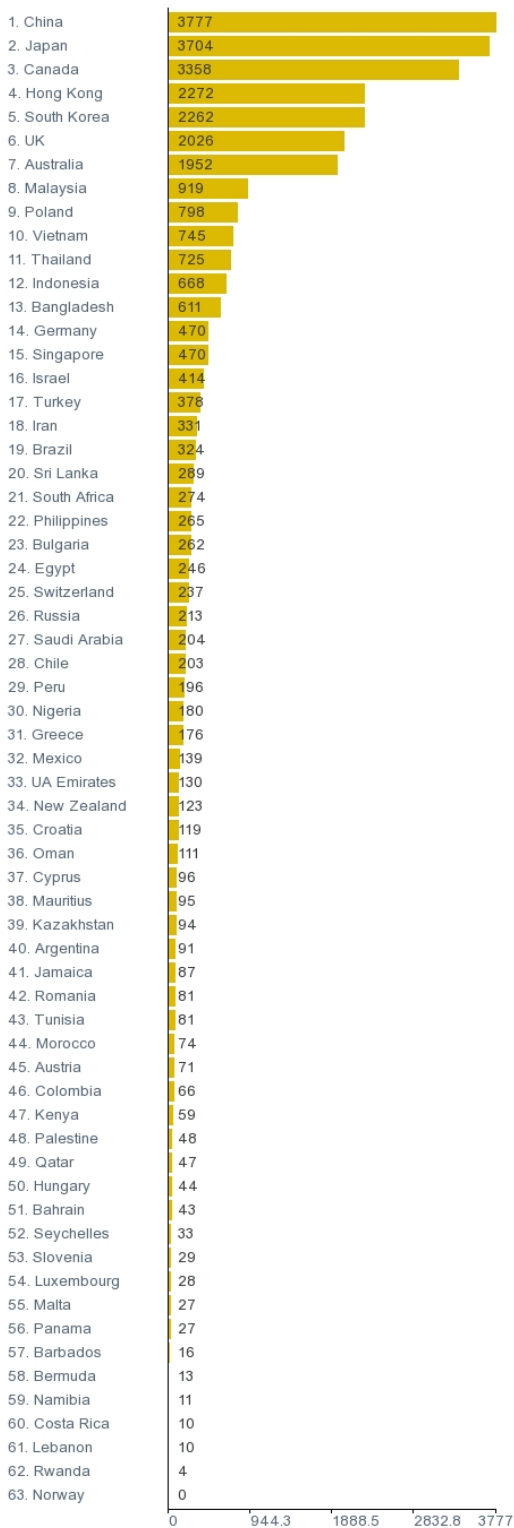 1. China 3777
2. Japan 3704
3. Canada 3358
4. Hong Kong 2272
5. South Korea 2262
6. UK 2026
7. Australia 1952
8. Malaysia 919
9. Poland 798
10. Vietnam 745
11. Thailand 725
12. Indonesia 668
13. Bangladesh 611
14. Germany 470
15. Singapore 470
16. Israel 414
17. Turkey 378
18. Iran 331
19. Brazil 324
20. Sri Lanka 289
21. South Africa 274
22. Philippines 265
23. Bulgaria 262
24. Egypt 246
25. Switzerland 237
26. Russia 213
27. Saudi Arabia 204
28. Chile 203
29. Peru 196
30. Nigeria 180
31. Greece 176
32. Mexico 139
33. UA Emirates 130
34. New Zealand 123
35. Croatia 119
36. Oman 111
37. Cyprus 96
38. Mauritius 95
39. Kazakhstan 94
40. Argentina 91
41. Jamaica 87
42. Romania 81
43. Tunisia 81
44. Morocco 74
45. Austria 71
46. Colombia 66
47. Kenya 59
48. Palestine 48
49. Qatar 47
50. Hungary 44
51. Bahrain 43
52. Seychelles 33
53. Slovenia 29
54. Luxembourg 28
55. Malta 27
56. Panama 27
57. Barbados 16
58. Bermuda 13
59. Namibia 11
60. Costa Rica 10
61. Lebanon 10
62. Rwanda 4
63. Norway 0
0 944.3 1888.5 2832.8 3777